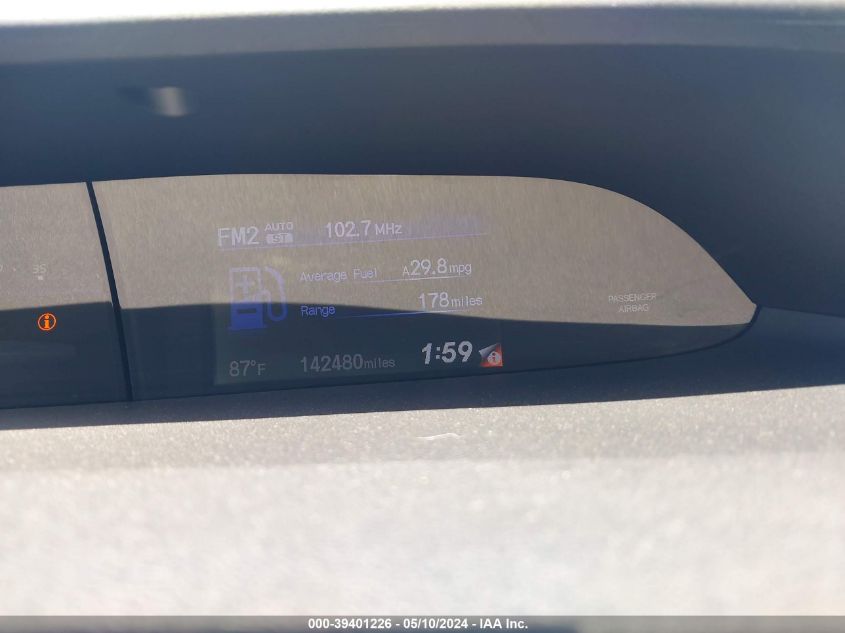 FM2 AUTO ST 102.7 MHz
Average Fuel A29.8mpg
Range 178miles
PASSENGER
AIRBAG
35
87°F 142480miles 1:59
000-39401226 - 05/10/2024 - IAA Inc.